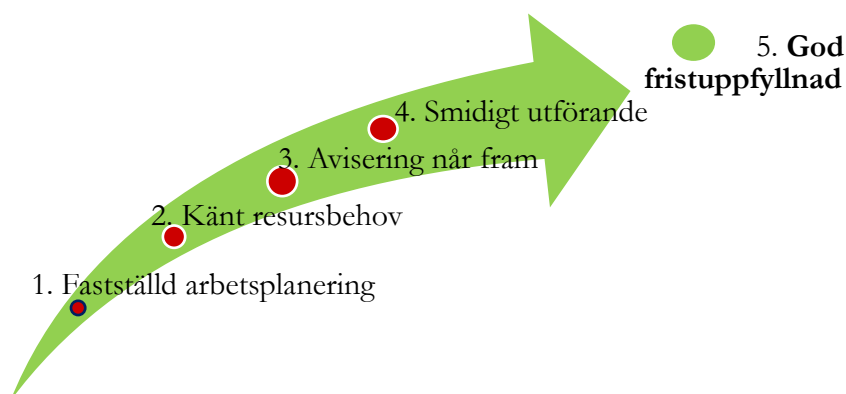 5. God
fristuppfyllnad
4. Smidigt utförande
3. Avisering når fram
2. Känt resursbehov
1. Fastställd arbetsplanering